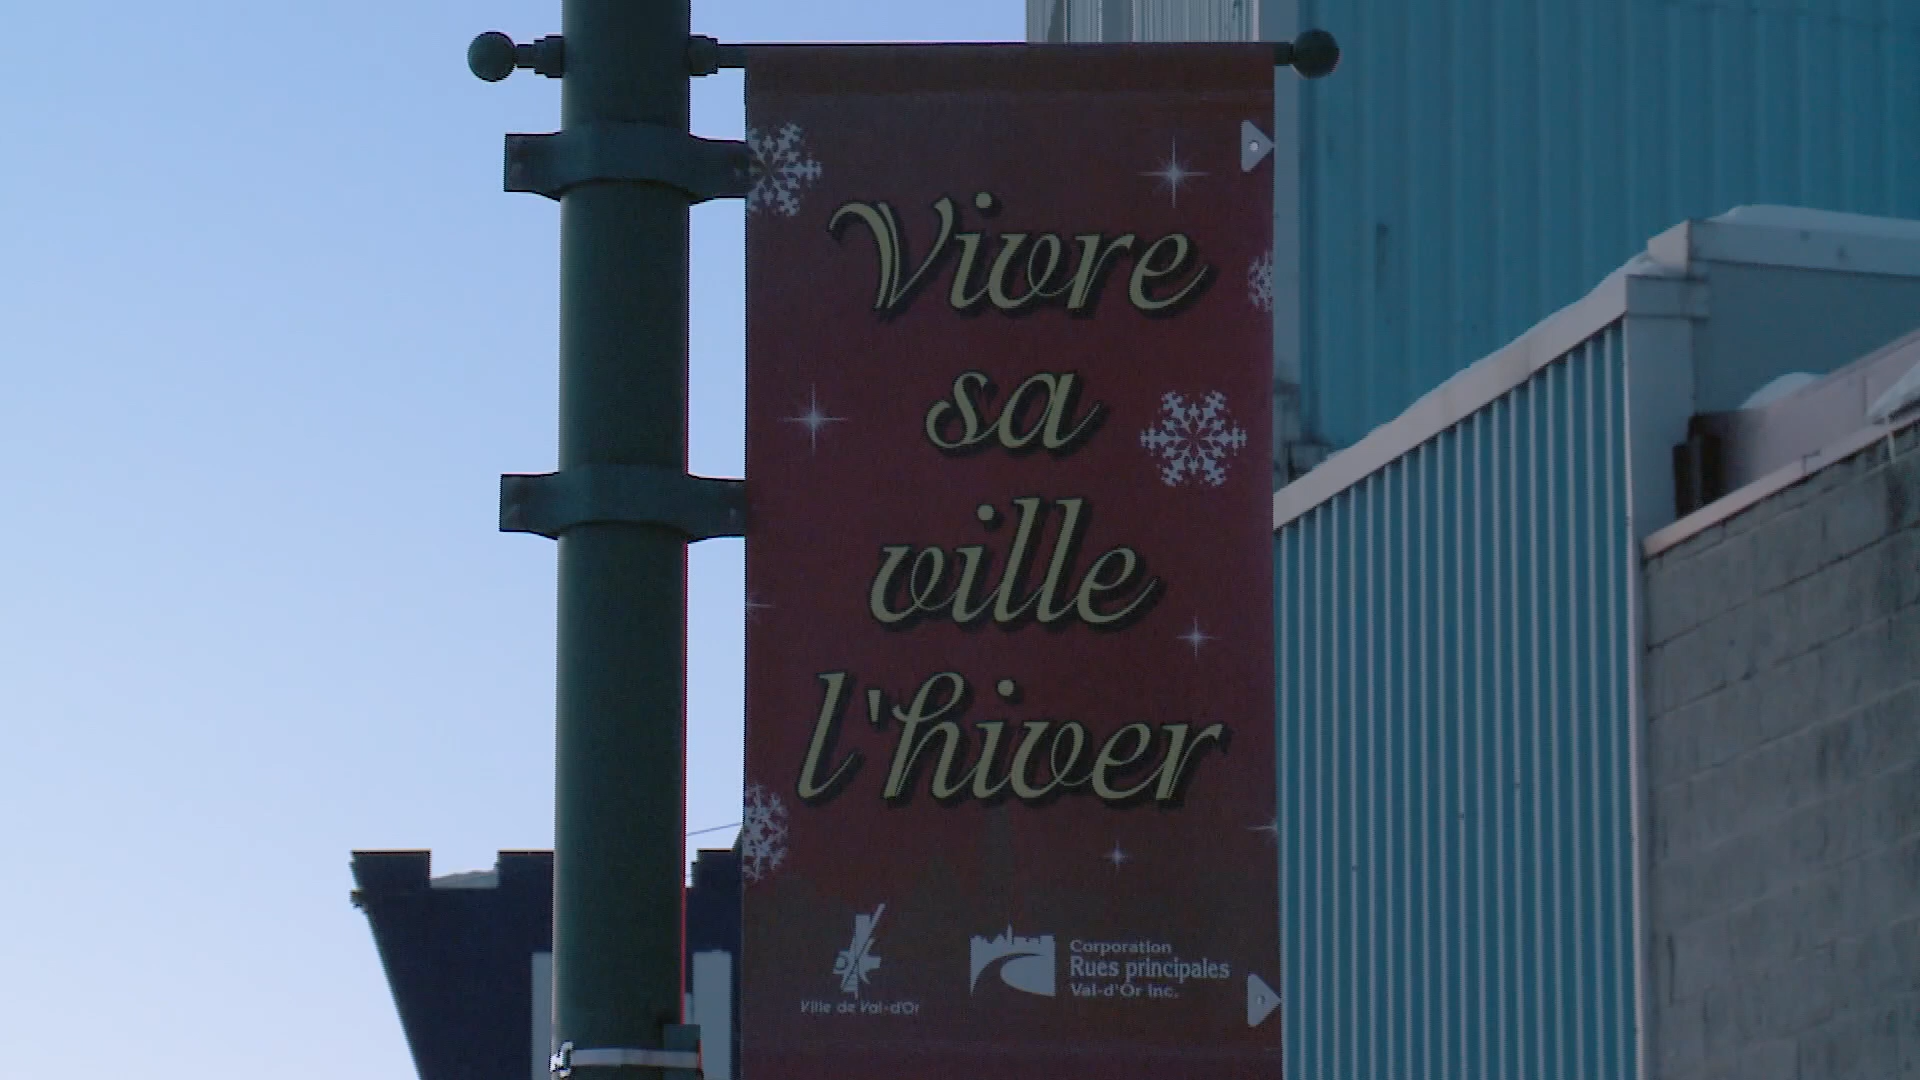 Vivre
sa
ville
l'hiver
Ville de Val-d'Or
Corporation
Rues principales
Val-d'Or Inc.